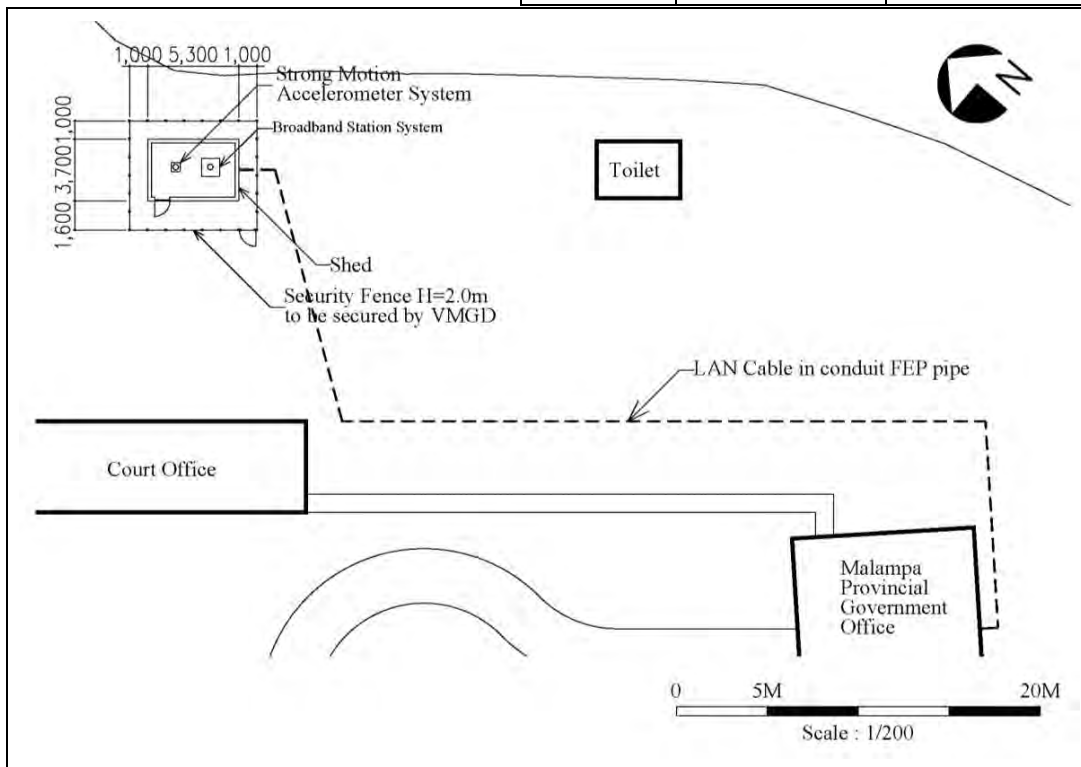 1,000 5,300 1,000
Strong Motion
Accelerometer System
Broadband Station System
1,000
3,700
1,600
N
Toilet
Shed
Security Fence H=2.0m
to be secured by VMGD
LAN Cable in conduit FEP pipe
Court Office
Malampa
Provincial
Government
Office
0 5M 20M
Scale : 1/200